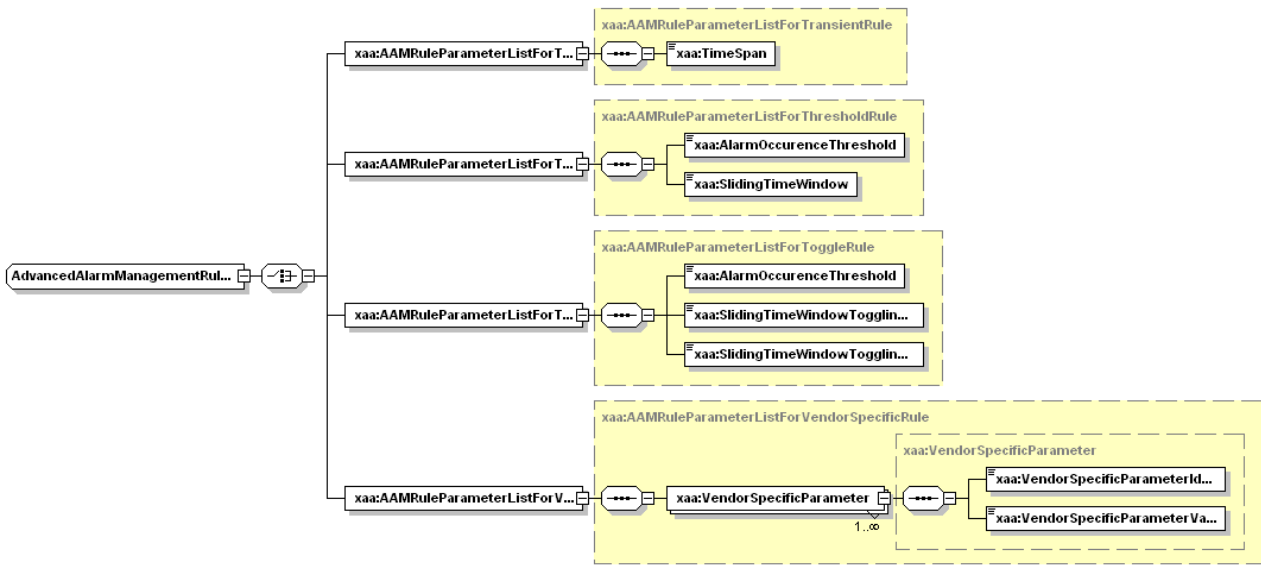 xaa:AAMRuleParameterListForTransientRule
xaa:AAMRuleParameterListForT...
xaa:TimeSpan
xaa:AAMRuleParameterListForThresholdRule
xaa:AlarmOccurenceThreshold
xaa:AAMRuleParameterListForT...
xaa:SlidingTimeWindow
xaa:AAMRuleParameterListForToggleRule
AdvancedAlarmManagementRul...
xaa:AlarmOccurenceThreshold
xaa:AAMRuleParameterListForT...
xaa:SlidingTimeWindowTogglin...
xaa:SlidingTimeWindowTogglin...
xaa:AAMRuleParameterListForVendorSpecificRule
xaa:VendorSpecificParameter
xaa:VendorSpecificParameterId...
xaa:AAMRuleParameterListForV...
xaa:VendorSpecificParameter
xaa:VendorSpecificParameterVa...
1..∞